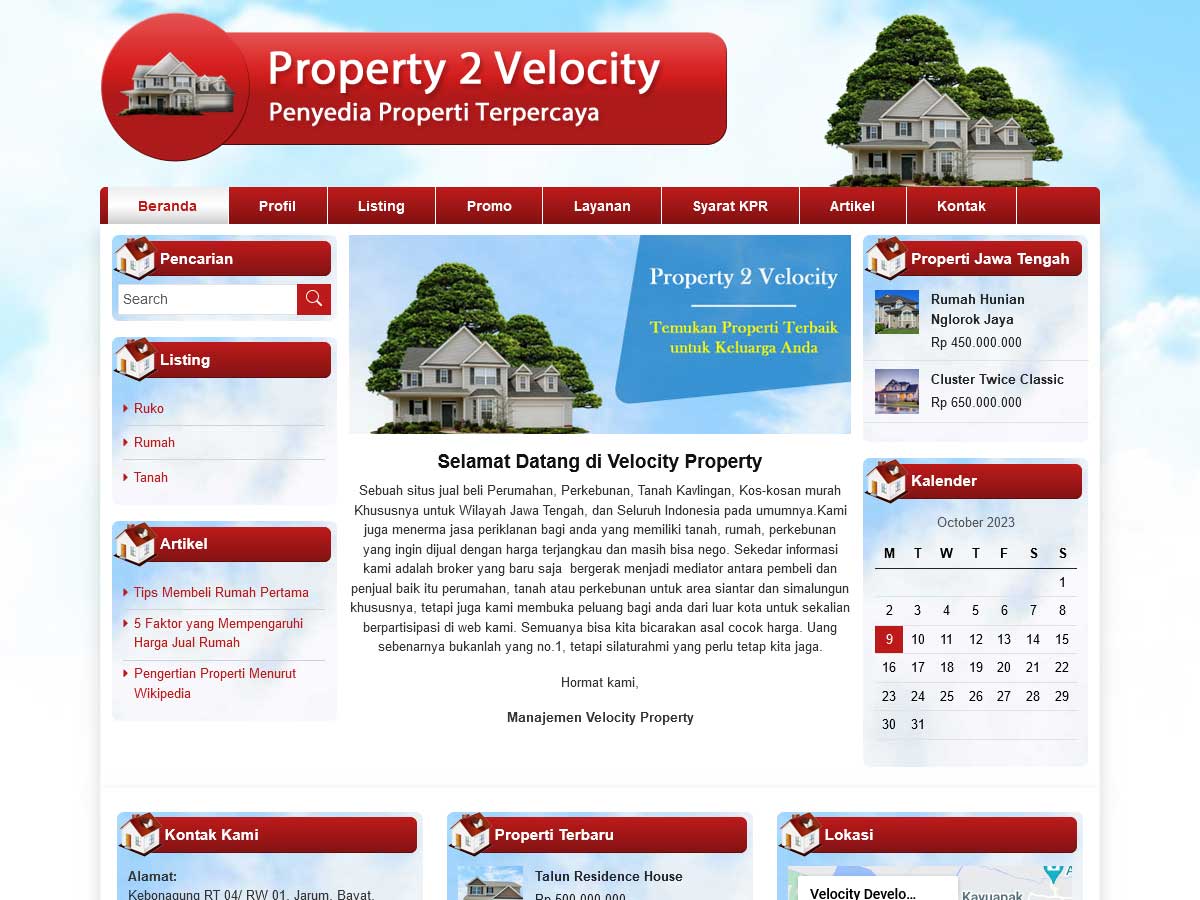 Property 2 Velocity
Penyedia Properti Terpercaya
Beranda
Profil
Listing
Promo
Layanan
Syarat KPR
Artikel
Kontak
Pencarian
Search
Listing
Ruko
Rumah
Tanah
Artikel
Tips Membeli Rumah Pertama
5 Faktor yang Mempengaruhi
Harga Jual Rumah
Pengertian Properti Menurut
Wikipedia
Property 2 Velocity
Temukan Properti Terbaik
untuk Keluarga Anda
Selamat Datang di Velocity Property
Sebuah situs jual beli Perumahan, Perkebunan, Tanah Kavlingan, Kos-kosan murah
Khususnya untuk Wilayah Jawa Tengah, dan Seluruh Indonesia pada umumnya.Kami
juga menerma jasa periklanan bagi anda yang memiliki tanah, rumah, perkebunan
yang ingin dijual dengan harga terjangkau dan masih bisa nego. Sekedar informasi
kami adalah broker yang baru saja  bergerak menjadi mediator antara pembeli dan
penjual baik itu perumahan, tanah atau perkebunan untuk area siantar dan simalungun
khususnya, tetapi juga kami membuka peluang bagi anda dari luar kota untuk sekalian
berpartisipasi di web kami. Semuanya bisa kita bicarakan asal cocok harga. Uang
sebenarnya bukanlah yang no.1, tetapi silaturahmi yang perlu tetap kita jaga.
Hormat kami,
Manajemen Velocity Property
Properti Jawa Tengah
Rumah Hunian
Nglorok Jaya
Rp 450.000.000
Cluster Twice Classic
Rp 650.000.000
Kalender
October 2023
M T W T F S S
1
2 3 4 5 6 7 8
9 10 11 12 13 14 15
16 17 18 19 20 21 22
23 24 25 26 27 28 29
30 31
Kontak Kami
Alamat:
Kebonagung RT 04/ RW 01, Jarum, Bayat,
Properti Terbaru
Talun Residence House
Rp 500.000.000
Lokasi
Velocity Develo...
Kayuapak